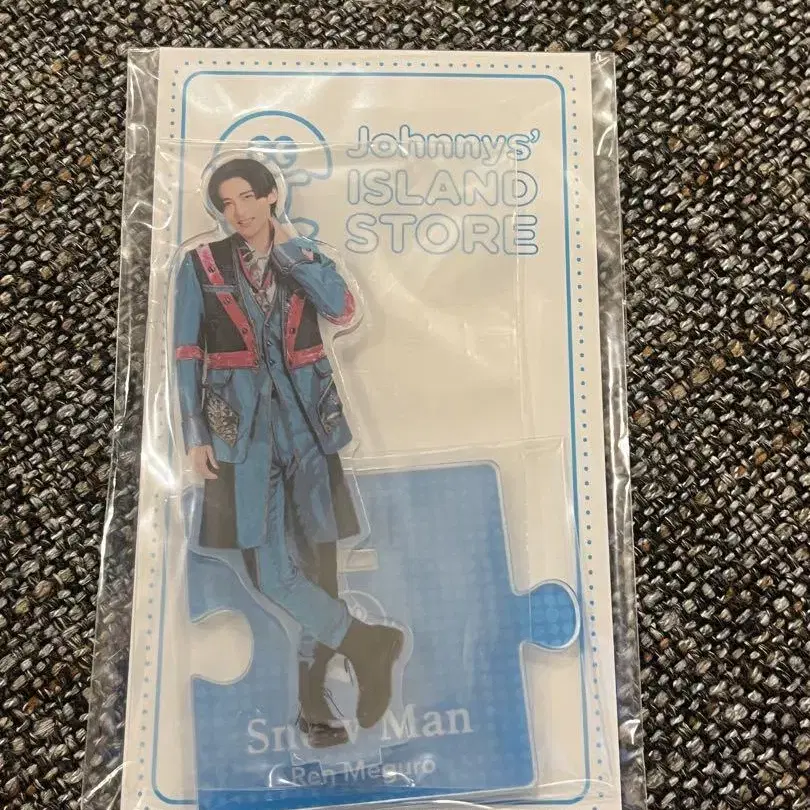 Johnnys'
ISLAND
STORE
Snow Man
Ren Meguro